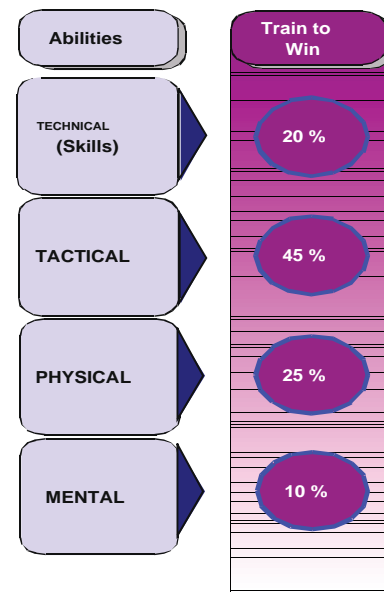 Abilities
Train to
Win
TECHNICAL
(Skills)
20 %
TACTICAL
45 %
PHYSICAL
25 %
MENTAL
10 %